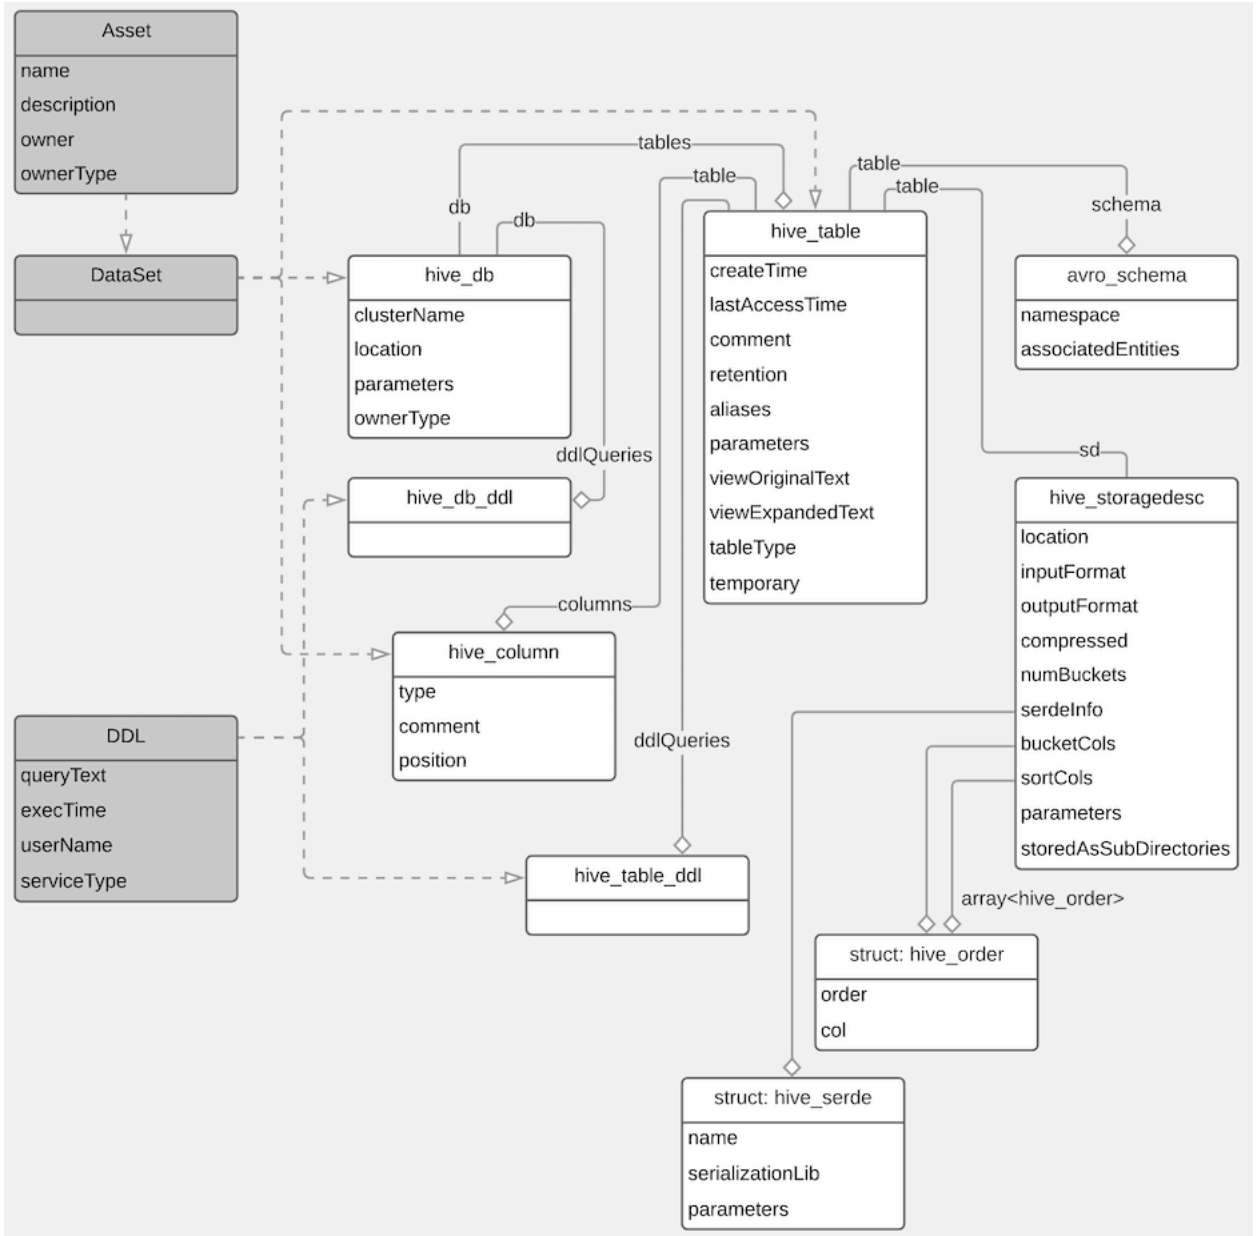 Asset
name
description
owner
ownerType
DataSet
tables
table
table
table
db
db
schema
hive_db
clusterName
location
parameters
ownerType
hive_table
createTime
lastAccessTime
comment
retention
aliases
parameters
viewOriginalText
viewExpandedText
tableType
temporary
avro_schema
namespace
associatedEntities
ddlQueries
sd
hive_db_ddl
hive_storagedesc
location
inputFormat
outputFormat
compressed
numBuckets
serdeInfo
bucketCols
sortCols
parameters
storedAsSubDirectories
columns
hive_column
type
comment
position
DDL
queryText
execTime
userName
serviceType
ddlQueries
hive_table_ddl
array<hive_order>
struct: hive_order
order
col
struct: hive_serde
name
serializationLib
parameters